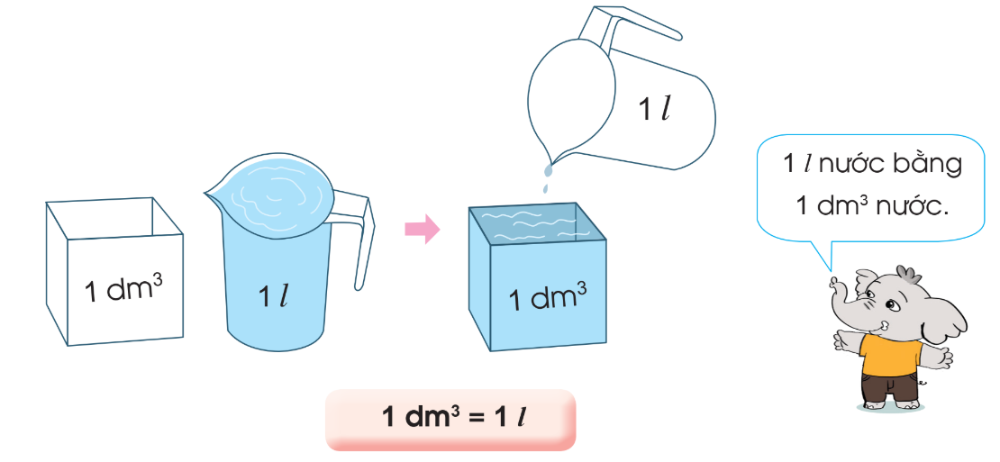 1 l
1 dm³
1 l
1 dm³
1 l nước bằng
1 dm³ nước.
1 dm³ = 1 l